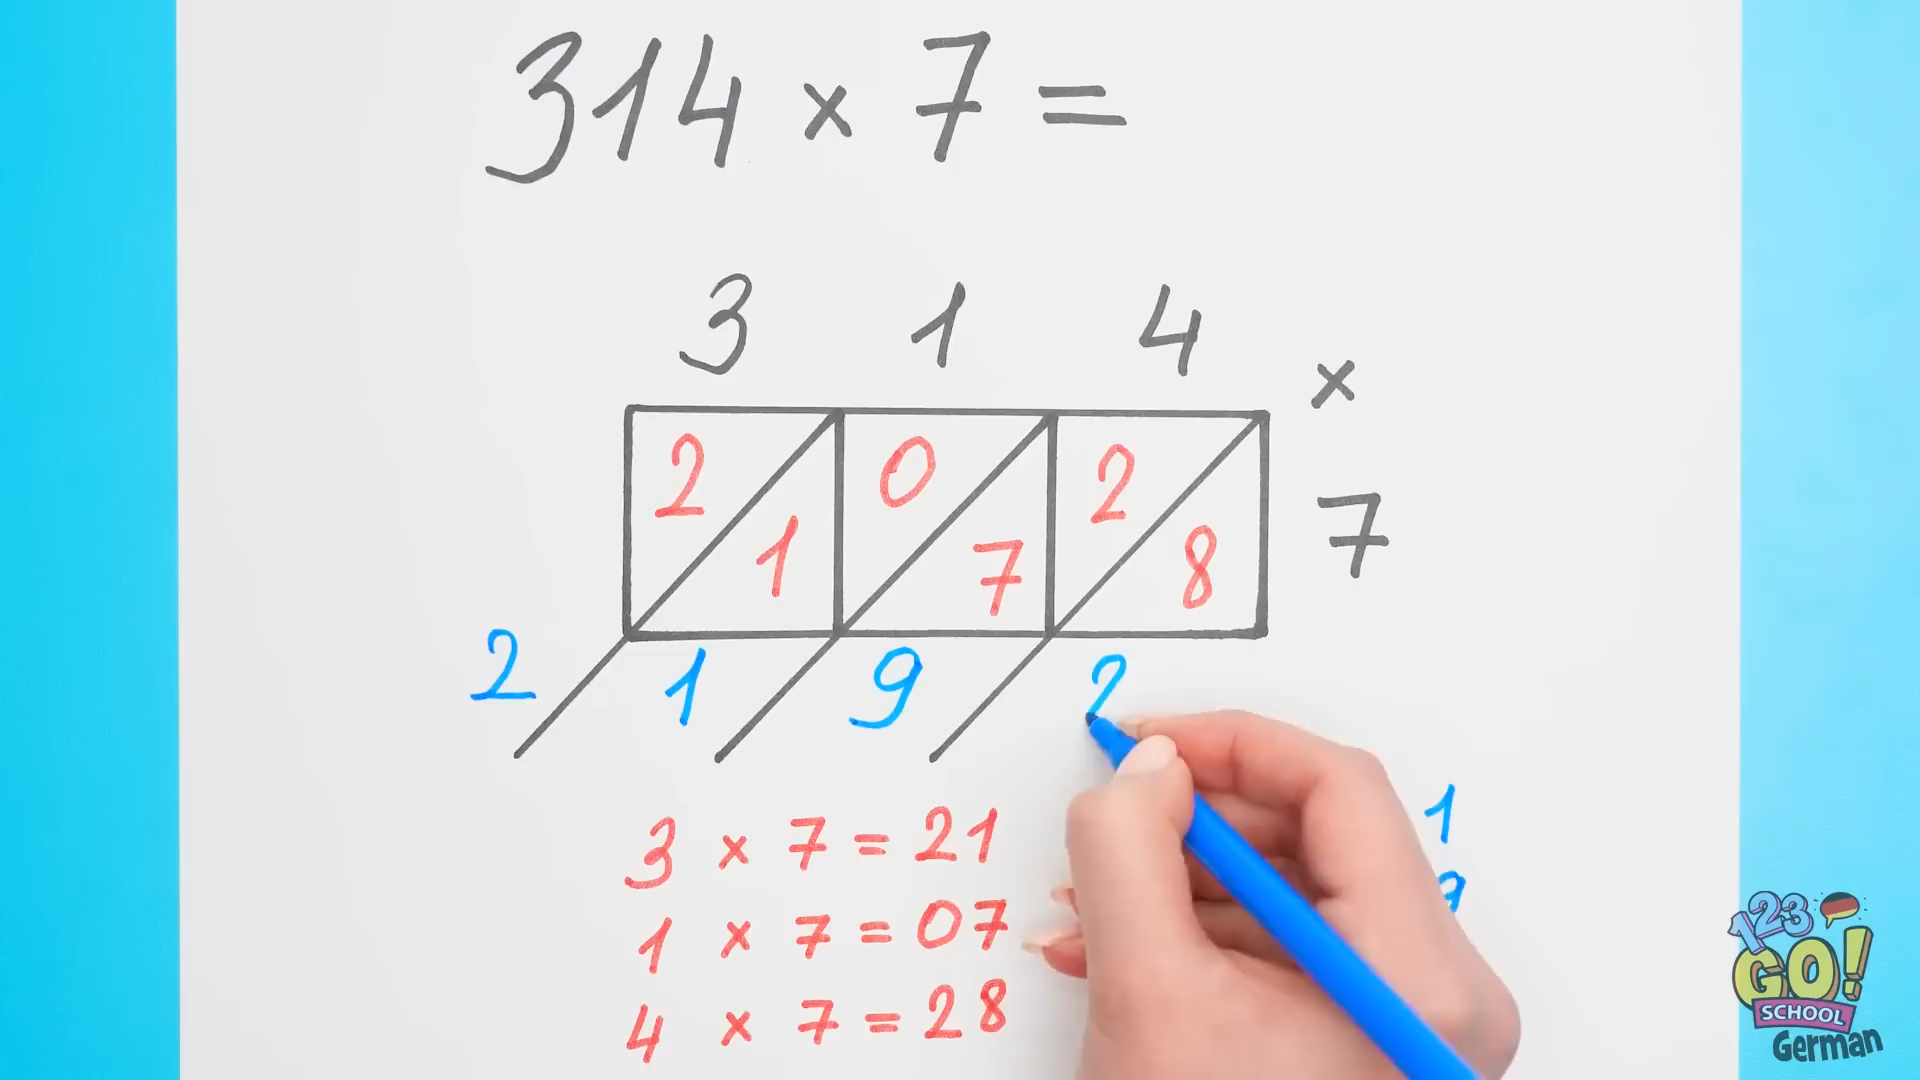 314 × 7 =
3 1 4 ×
2 0 2
1 7 8 7
2 1 9
3 × 7 = 21
1
1 × 7 = 07
4 × 7 = 28
123
GO!
SCHOOL
German